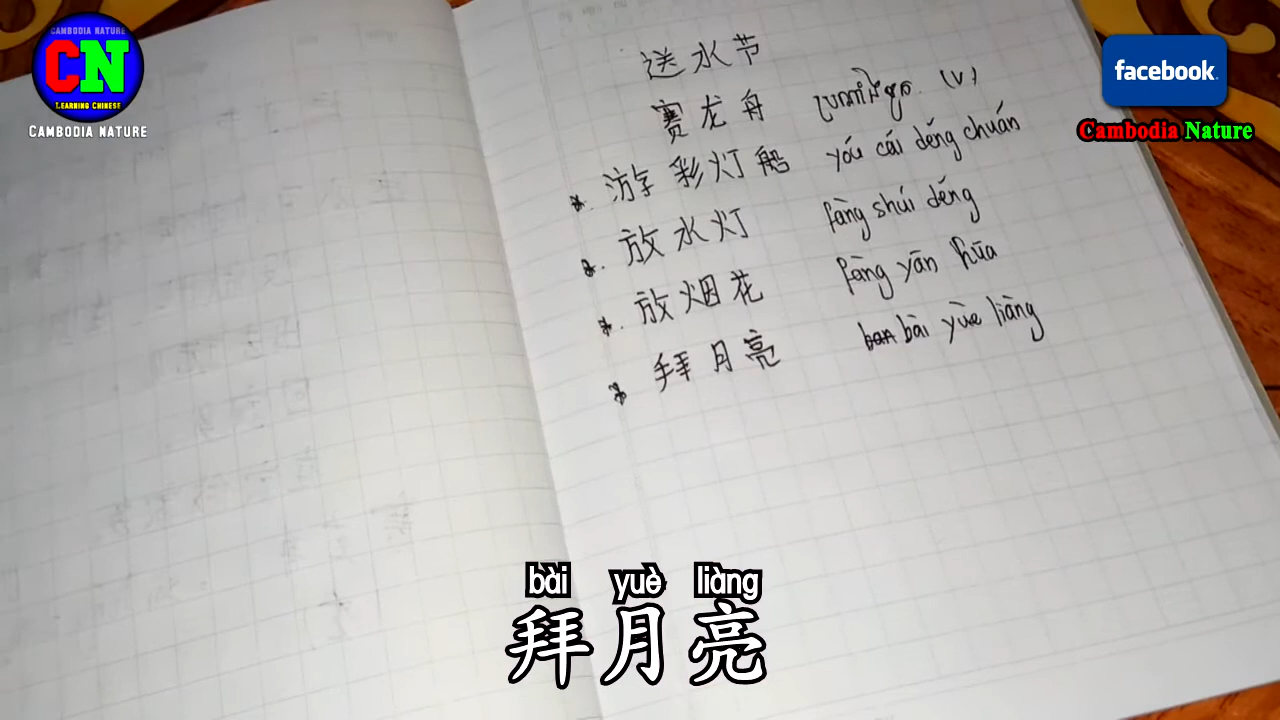 CAMBODIA NATURE
CN
LEARNING CHINESE
CAMBODIA NATURE
facebook
Cambodia Nature
送水节
赛龙舟 (V)
游彩灯船 yóu cái déng chuán
放水灯 fàng shúi déng
放烟花 fàng yān hūa
拜月亮 bài yùe liàng
bài yuè liàng
拜月亮